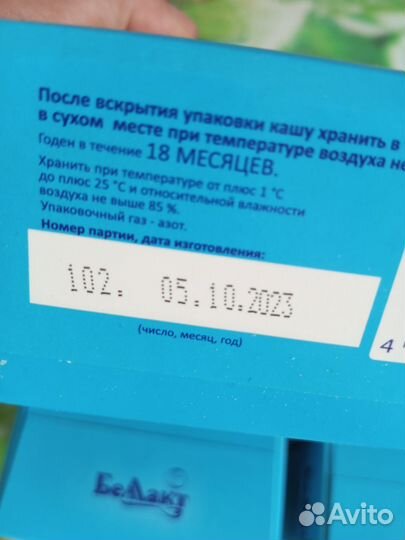 После вскрытия упаковки кашу хранить в
в сухом месте при температуре воздуха не
Годен в течение 18 МЕСЯЦЕВ.
Хранить при температуре от плюс 1 °С
до плюс 25 °С и относительной влажности
воздуха не выше 85 %.
Упаковочный газ - азот.
Номер партии, дата изготовления:
102. 05.10.2023
(число, месяц, год)
4
БеЛлакт
Avito